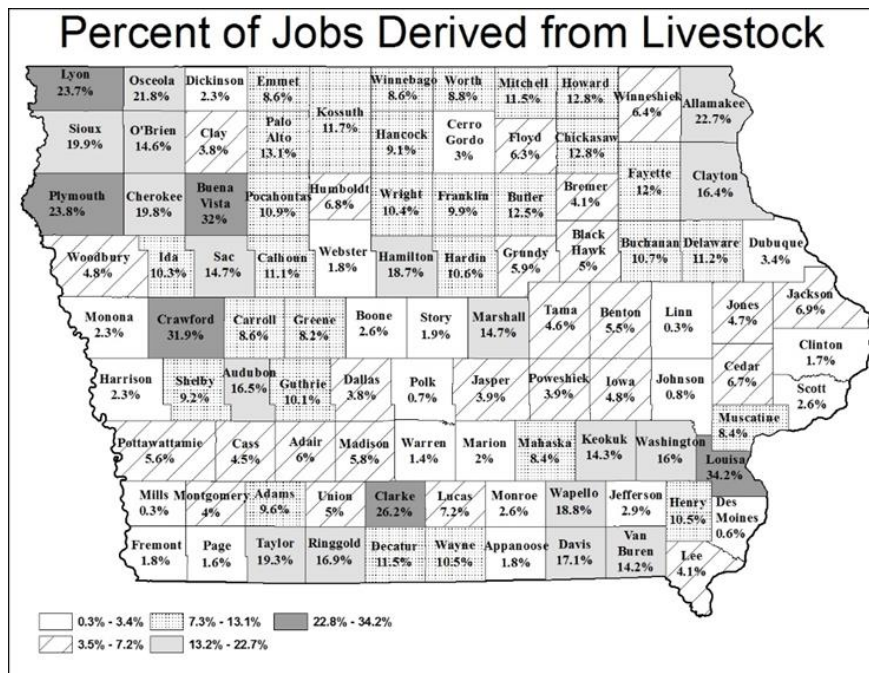 Percent of Jobs Derived from Livestock
Lyon
23.7%
Osceola
21.8%
Dickinson
2.3%
Emmet
8.6%
Kossuth
11.7%
Winnebago
8.6%
Worth
8.8%
Mitchell
11.5%
Howard
12.8%
Winneshiek
6.4%
Allamakee
22.7%
Sioux
19.9%
O'Brien
14.6%
Clay
3.8%
Palo
Alto
13.1%
Hancock
9.1%
Cerro
Gordo
3%
Floyd
6.3%
Chickasaw
12.8%
Fayette
12%
Clayton
16.4%
Plymouth
23.8%
Cherokee
19.8%
Buena
Vista
32%
Pocahontas
10.9%
Humboldt
6.8%
Wright
10.4%
Franklin
9.9%
Butler
12.5%
Bremer
4.1%
Woodbury
4.8%
Ida
10.3%
Sac
14.7%
Calhoun
11.1%
Webster
1.8%
Hamilton
18.7%
Hardin
10.6%
Grundy
5.9%
Black
Hawk
5%
Buchanan
10.7%
Delaware
11.2%
Dubuque
3.4%
Monona
2.3%
Crawford
31.9%
Carroll
8.6%
Greene
8.2%
Boone
2.6%
Story
1.9%
Marshall
14.7%
Tama
4.6%
Benton
5.5%
Linn
0.3%
Jones
4.7%
Jackson
6.9%
Clinton
1.7%
Harrison
2.3%
Shelby
9.2%
Audubon
16.5%
Guthrie
10.1%
Dallas
3.8%
Polk
0.7%
Jasper
3.9%
Poweshiek
3.9%
Iowa
4.8%
Johnson
0.8%
Cedar
6.7%
Scott
2.6%
Muscatine
8.4%
Pottawattamie
5.6%
Cass
4.5%
Adair
6%
Madison
5.8%
Warren
1.4%
Marion
2%
Mahaska
8.4%
Keokuk
14.3%
Washington
16%
Louisa
34.2%
Mills
0.3%
Montgomery
4%
Adams
9.6%
Union
5%
Clarke
26.2%
Lucas
7.2%
Monroe
2.6%
Wapello
18.8%
Jefferson
2.9%
Henry
10.5%
Des
Moines
0.6%
Fremont
1.8%
Page
1.6%
Taylor
19.3%
Ringgold
16.9%
Decatur
11.5%
Wayne
10.5%
Appanoose
1.8%
Davis
17.1%
Van
Buren
14.2%
Lee
4.1%
0.3% - 3.4%
7.3% - 13.1%
22.8% - 34.2%
3.5% - 7.2%
13.2% - 22.7%